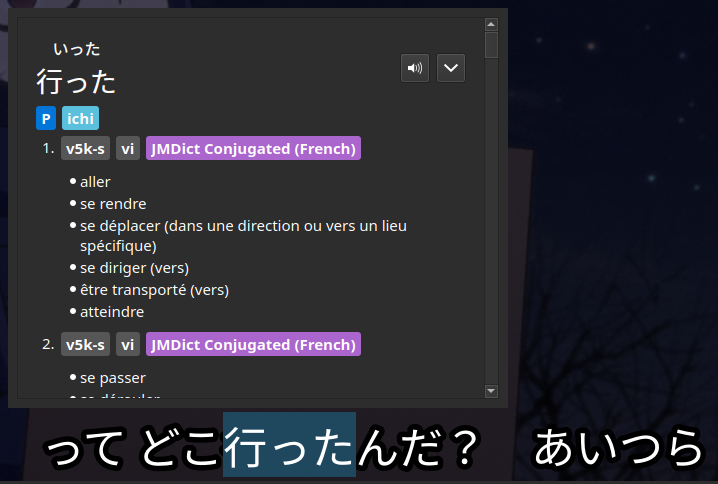 いった
行った
P ichi
1. v5k-s vi JMDict Conjugated (French)
• aller
• se rendre
• se déplacer (dans une direction ou vers un lieu
spécifique)
• se diriger (vers)
• être transporté (vers)
• atteindre
2. v5k-s vi JMDict Conjugated (French)
• se passer
って どこ行ったんだ？ あいつら